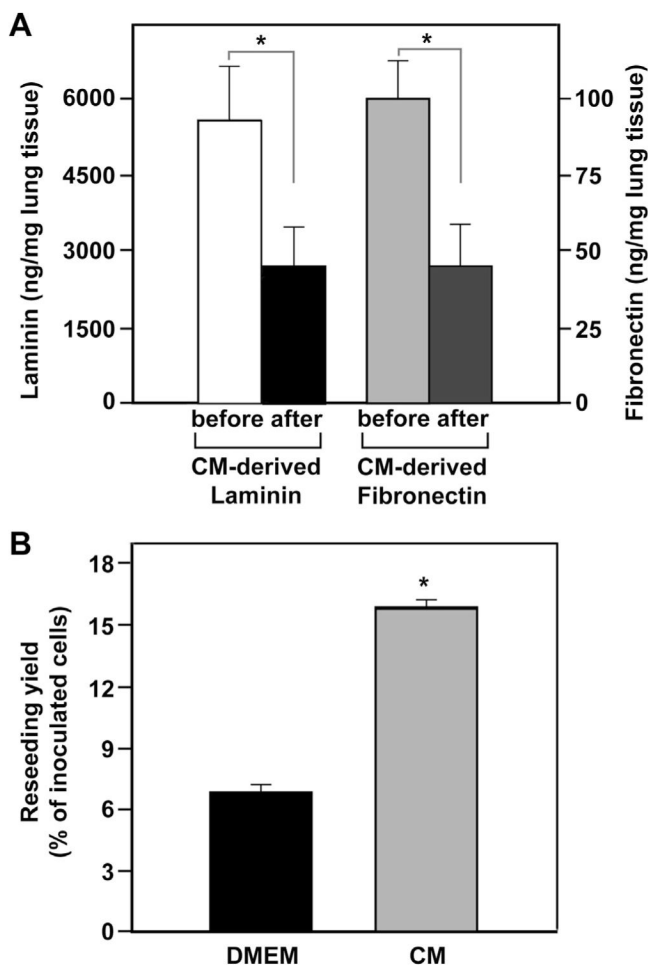 A
Laminin (ng/mg lung tissue)
6000
4500
3000
1500
0
*
*
100
75
50
25
0
Fibronectin (ng/mg lung tissue)
before after
before after
CM-derived
Laminin
CM-derived
Fibronectin
B
Reseeding yield
(% of inoculated cells)
18
15
12
9
6
3
0
*
DMEM
CM